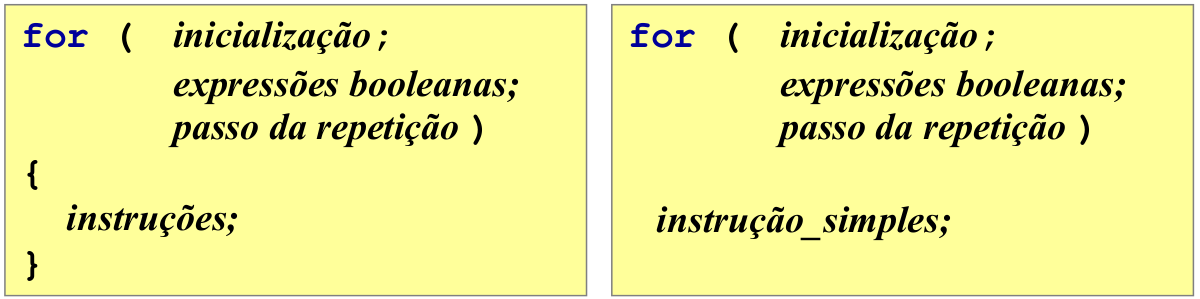 for ( inicialização;
expressões booleanas;
passo da repetição )
{
instruções;
}
for ( inicialização;
expressões booleanas;
passo da repetição )
instrução_simples;